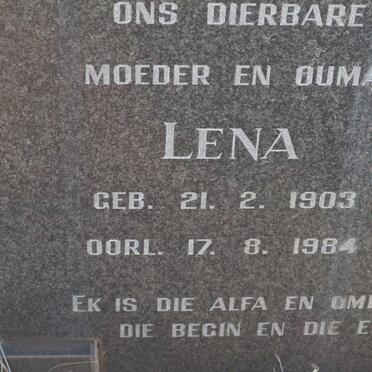 ONS DIERBARE
MOEDER EN OUMA
LENA
GEB. 21. 2. 1903
OORL. 17. 8. 1984
EK IS DIE ALFA EN
DIE BEGIN EN DIE